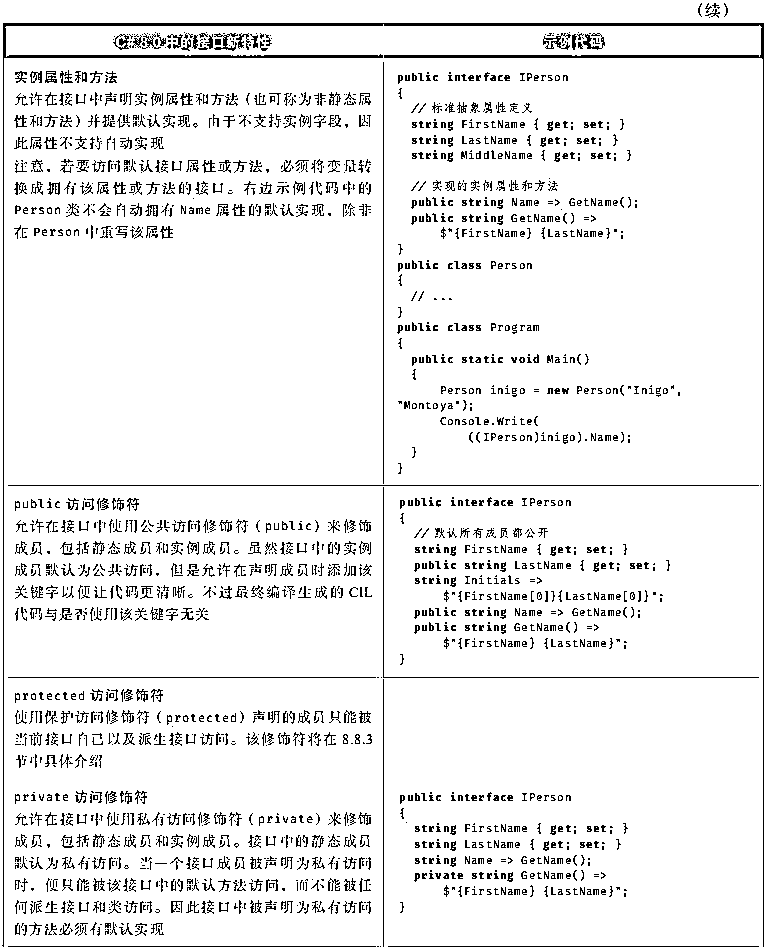 (续)
C# 8.0 中的接口新特性
示例代码
实例属性和方法
允许在接口中声明实例属性和方法（也可称为非静态属
性和方法）并提供默认实现。由于不支持实例字段，因
此属性不支持自动实现
注意，若要访问默认接口属性或方法，必须将变量转
换成拥有该属性或方法的接口。右边示例代码中的
Person 类不会自动拥有 Name 属性的默认实现，除非
在 Person 中重写该属性
public interface IPerson
{
// 标准抽象属性定义
string FirstName { get; set; }
string LastName { get; set; }
string MiddleName { get; set; }
// 实现的实例属性和方法
public string Name => GetName();
public string GetName() =>
$"{FirstName} {LastName}";
}
public class Person
{
// ...
}
public class Program
{
public static void Main()
{
Person inigo = new Person("Inigo",
"Montoya");
Console.Write(
((IPerson)inigo).Name);
}
}
public 访问修饰符
允许在接口中使用公共访问修饰符（public）来修饰
成员，包括静态成员和实例成员。虽然接口中的实例
成员默认为公共访问，但是允许在声明成员时添加该
关键字以便让代码更清晰。不过最终编译生成的 CIL
代码与是否使用该关键字无关
public interface IPerson
{
// 默认所有成员都公开
string FirstName { get; set; }
public string LastName { get; set; }
string Initials =>
$"{FirstName[0]}{LastName[0]}";
public string Name => GetName();
public string GetName() =>
$"{FirstName} {LastName}";
}
protected 访问修饰符
使用保护访问修饰符（protected）声明的成员只能被
当前接口自己以及派生接口访问。该修饰符将在 8.8.3
节中具体介绍
private 访问修饰符
允许在接口中使用私有访问修饰符（private）来修饰
成员，包括静态成员和实例成员。接口中的静态成员
默认为私有访问。当一个接口成员被声明为私有访问
时，便只能被该接口中的默认方法访问，而不能被任
何派生接口和类访问。因此接口中被声明为私有访问
的方法必须有默认实现
public interface IPerson
{
string FirstName { get; set; }
string LastName { get; set; }
string Name => GetName();
private string GetName() =>
$"{FirstName} {LastName}";
}